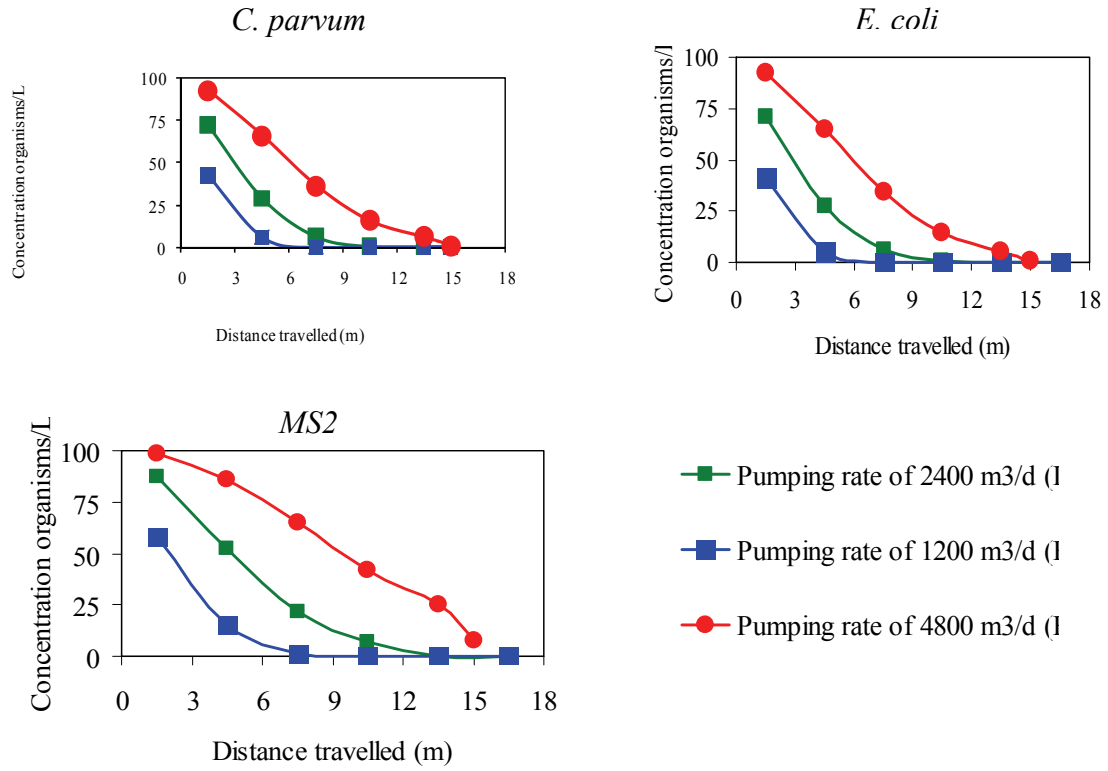 C. parvum
Concentration organisms/L
100
75
50
25
0
0 3 6 9 12 15 18
Distance travelled (m)
E. coli
Concentration organisms/L
100
75
50
25
0
0 3 6 9 12 15 18
Distance travelled (m)
MS2
Concentration organisms/L
100
75
50
25
0
0 3 6 9 12 15 18
Distance travelled (m)
Pumping rate of 2400 m3/d (
Pumping rate of 1200 m3/d (
Pumping rate of 4800 m3/d (